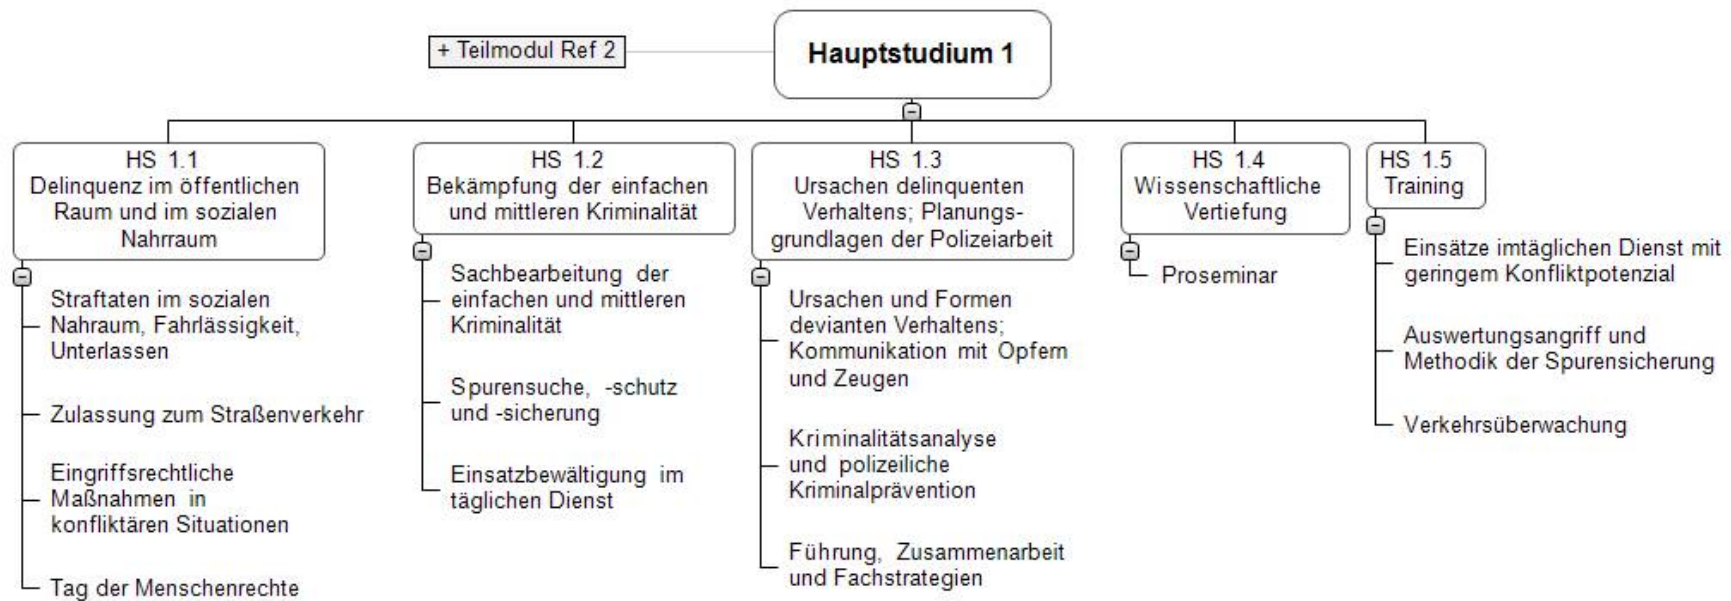 + Teilmodul Ref 2
Hauptstudium 1
HS 1.1
Delinquenz im öffentlichen
Raum und im sozialen
Nahrraum
Straftaten im sozialen
Nahraum, Fahrlässigkeit,
Unterlassen
Zulassung zum Straßenverkehr
Eingriffsrechtliche
Maßnahmen in
konfliktären Situationen
Tag der Menschenrechte
HS 1.2
Bekämpfung der einfachen
und mittleren Kriminalität
Sachbearbeitung der
einfachen und mittleren
Kriminalität
Spurensuche, -schutz
und -sicherung
Einsatzbewältigung im
täglichen Dienst
HS 1.3
Ursachen delinquenten
Verhaltens; Planungs-
grundlagen der Polizeiarbeit
Ursachen und Formen
devianten Verhaltens;
Kommunikation mit Opfern
und Zeugen
Kriminalitätsanalyse
und polizeiliche
Kriminalprävention
Führung, Zusammenarbeit
und Fachstrategien
HS 1.4
Wissenschaftliche
Vertiefung
Proseminar
HS 1.5
Training
Einsätze imtäglichen Dienst mit
geringem Konfliktpotenzial
Auswertungsangriff und
Methodik der Spurensicherung
Verkehrsüberwachung